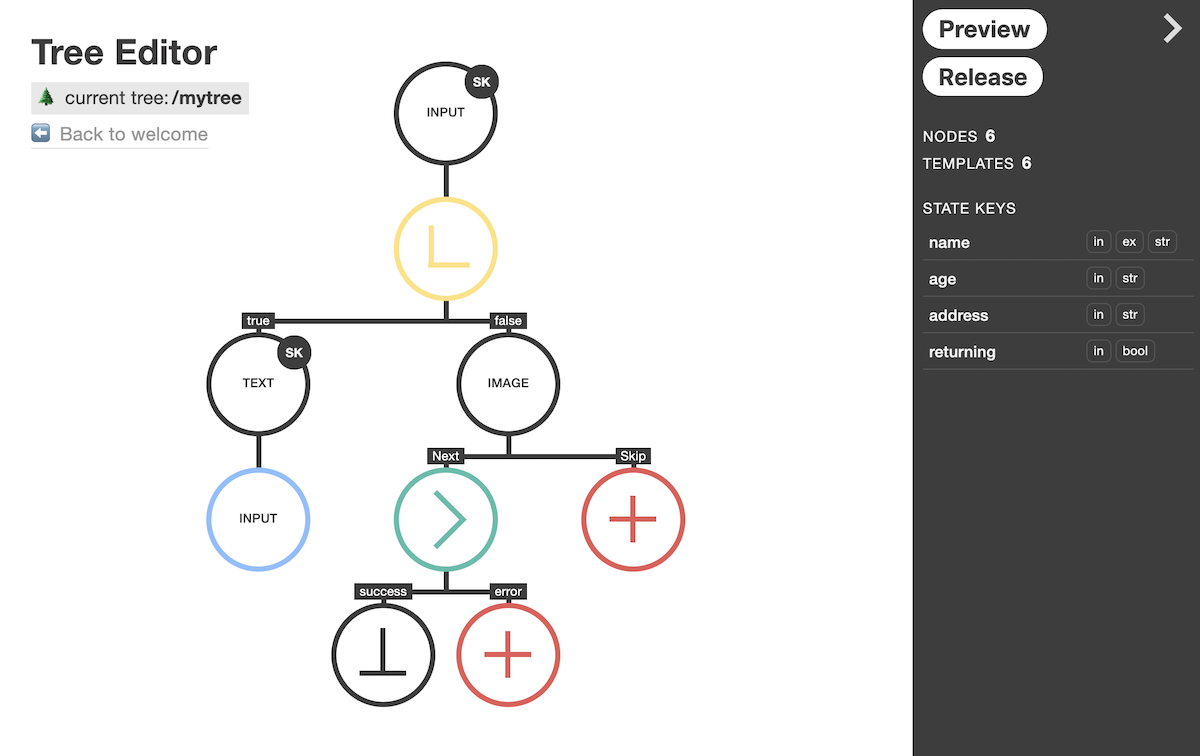 Tree Editor
current tree: /mytree
Back to welcome
SK
INPUT
true
false
SK
TEXT
IMAGE
Next
Skip
INPUT
success
error
Preview
Release
NODES 6
TEMPLATES 6
STATE KEYS
name in ex str
age in str
address in str
returning in bool